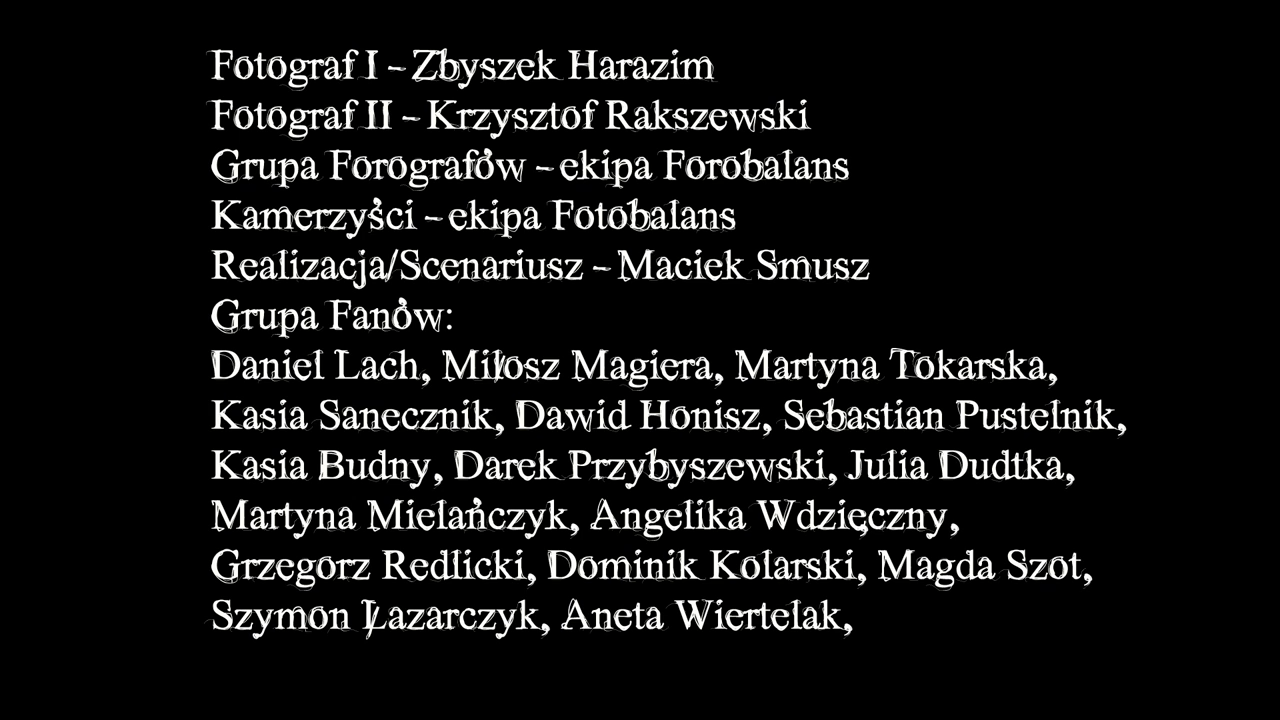 Fotograf I - Zbyszek Harazim
Fotograf II - Krzysztof Rakszewski
Grupa Forografów - ekipa Forobalans
Kamerzyści - ekipa Fotobalans
Realizacja/Scenariusz - Maciek Smusz
Grupa Fanów:
Daniel Lach, Miłosz Magiera, Martyna Tokarska,
Kasia Sanecznik, Dawid Honisz, Sebastian Pustelnik,
Kasia Budny, Darek Przybyszewski, Julia Dudtka,
Martyna Mielańczyk, Angelika Wdzięczny,
Grzegorz Redlicki, Dominik Kolarski, Magda Szot,
Szymon Łazarczyk, Aneta Wiertelak,